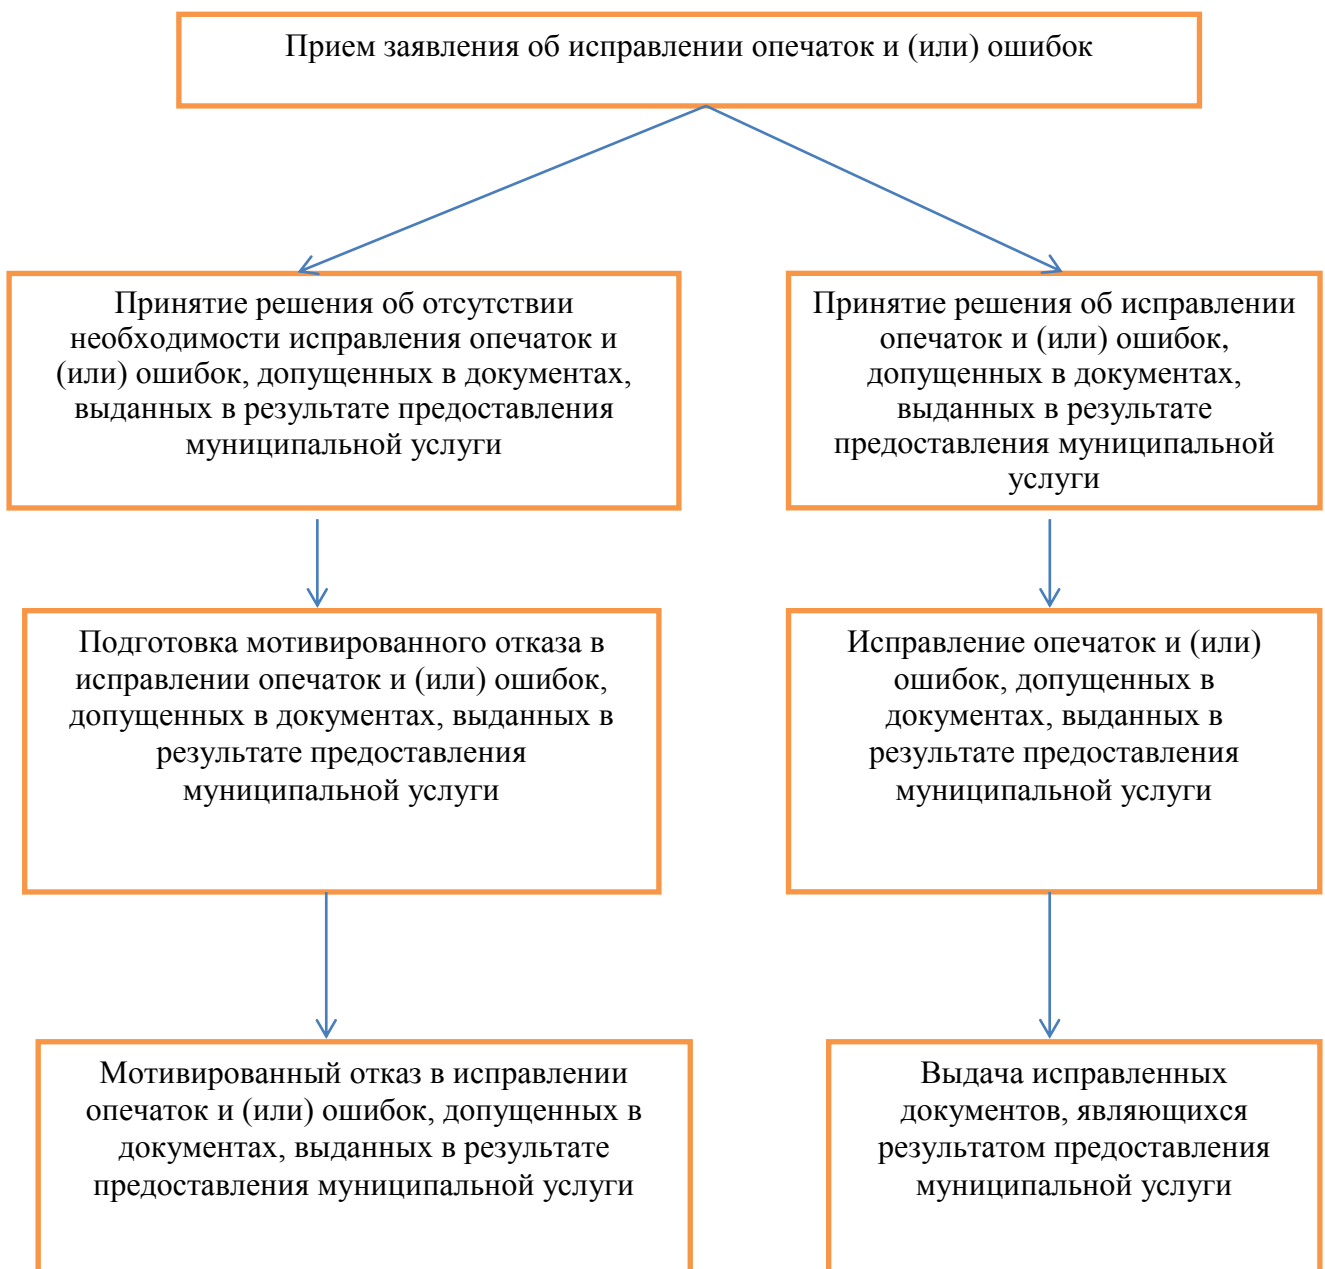 Прием заявления об исправлении опечаток и (или) ошибок
Принятие решения об отсутствии
необходимости исправления опечаток и
(или) ошибок, допущенных в документах,
выданных в результате предоставления
муниципальной услуги
Принятие решения об исправлении
опечаток и (или) ошибок,
допущенных в документах,
выданных в результате
предоставления муниципальной
услуги
Подготовка мотивированного отказа в
исправлении опечаток и (или) ошибок,
допущенных в документах, выданных в
результате предоставления
муниципальной услуги
Исправление опечаток и (или)
ошибок, допущенных в
документах, выданных в
результате предоставления
муниципальной услуги
Мотивированный отказ в исправлении
опечаток и (или) ошибок, допущенных в
документах, выданных в результате
предоставления муниципальной услуги
Выдача исправленных
документов, являющихся
результатом предоставления
муниципальной услуги